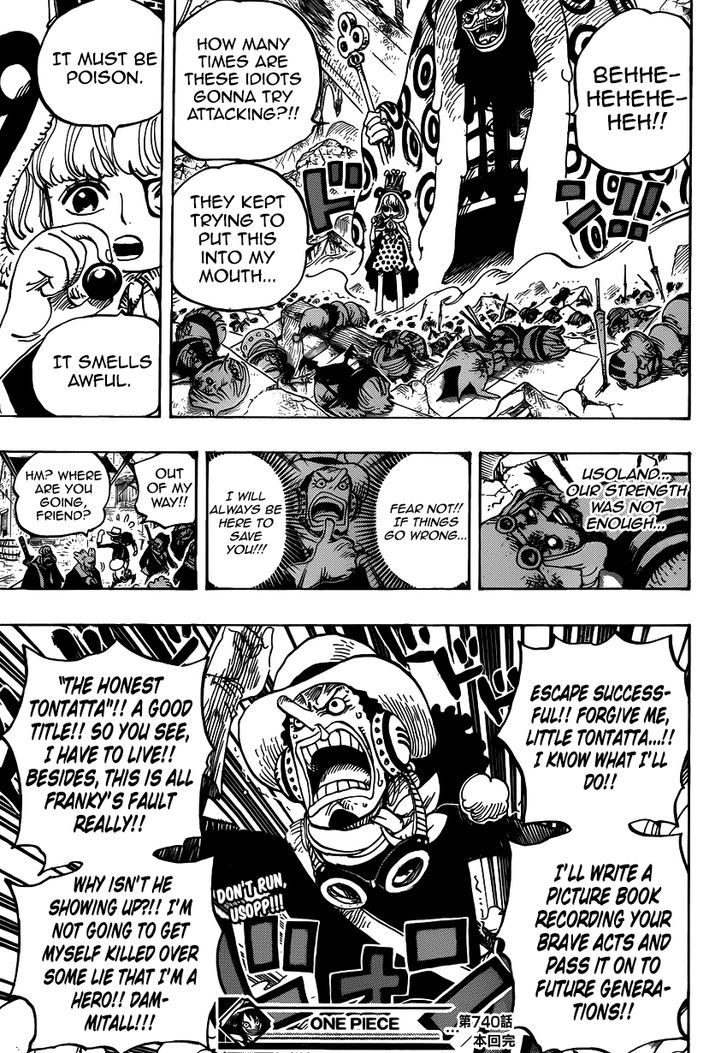 BEHHE-
HEHEHE-
HEH!!
HOW MANY
TIMES ARE
THESE IDIOTS
GONNA TRY
ATTACKING?!!
THEY KEPT
TRYING TO
PUT THIS
INTO MY
MOUTH...
IT MUST BE
POISON.
IT SMELLS
AWFUL.
USOLAND...
OUR STRENGTH
WAS NOT
ENOUGH...
FEAR NOT!!
IF THINGS
GO WRONG...
I WILL
ALWAYS BE
HERE TO
SAVE
YOU!!!
OUT OF
MY
WAY!!
HM? WHERE
ARE YOU
GOING,
FRIEND?
ESCAPE SUCCESS-
FUL!! FORGIVE ME,
LITTLE TONTATTA...!!
I KNOW WHAT I'LL
DO!!
I'LL WRITE A
PICTURE BOOK
RECORDING YOUR
BRAVE ACTS AND
PASS IT ON TO
FUTURE GENERA-
TIONS!!
"THE HONEST
TONTATTA"!! A GOOD
TITLE!! SO YOU SEE,
I HAVE TO LIVE!!
BESIDES, THIS IS ALL
FRANKY'S FAULT
REALLY!!
WHY ISN'T HE
SHOWING UP?!! I'M
NOT GOING TO GET
MYSELF KILLED OVER
SOME LIE THAT I'M A
HERO!! DAM-
MITALL!!!
DON'T RUN,
USOPP!!!
ONE PIECE
...第740話
／本回完